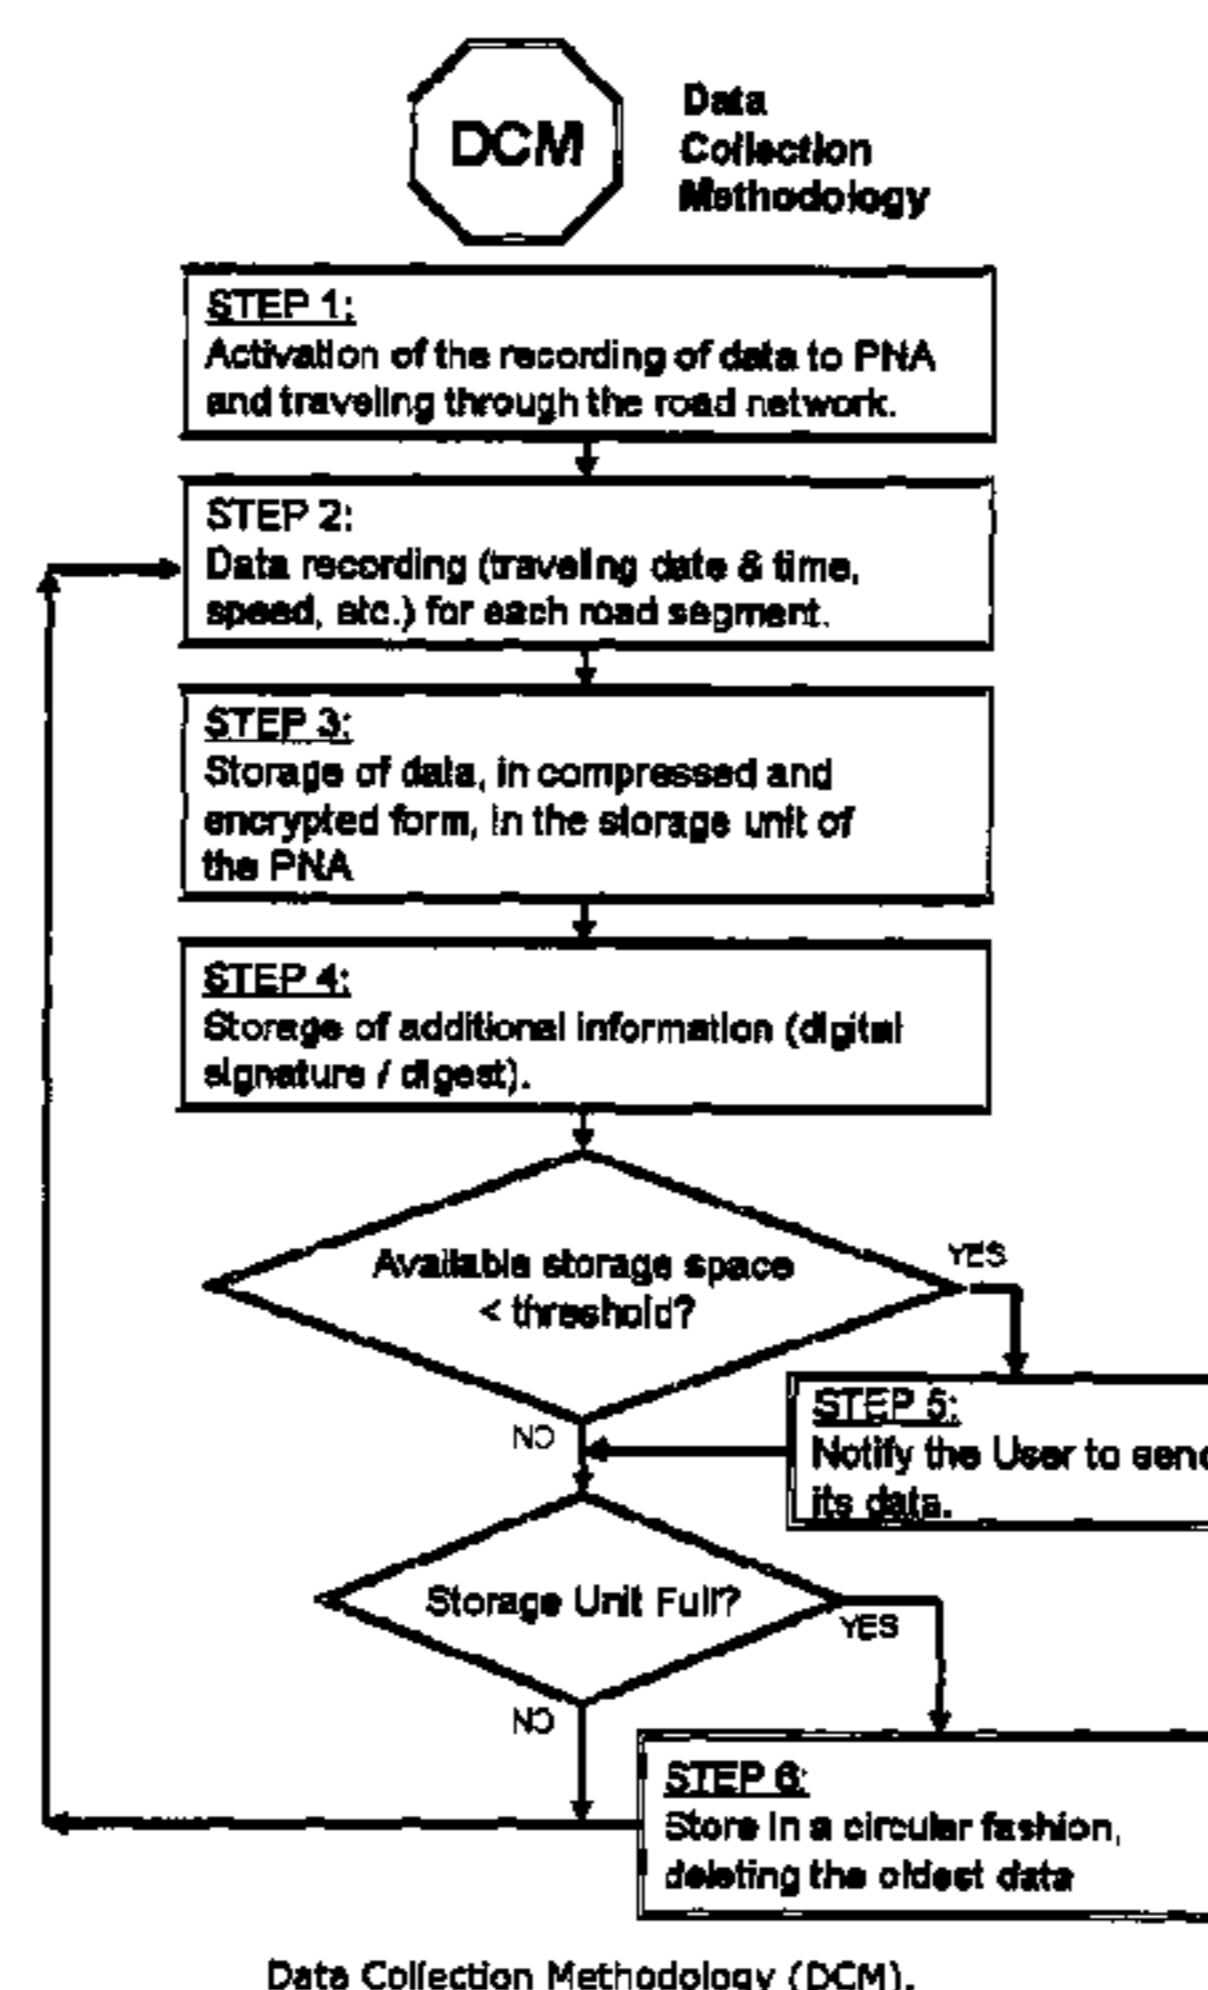 DCM
Data
Collection
Methodology
STEP 1:
Activation of the recording of data to PNA
and traveling through the road network.
STEP 2:
Data recording (traveling date & time,
speed, etc.) for each road segment.
STEP 3:
Storage of data, in compressed and
encrypted form, in the storage unit of
the PNA
STEP 4:
Storage of additional information (digital
signature / digest).
Available storage space
< threshold?
YES
NO
STEP 5:
Notify the User to send
its data.
Storage Unit Full?
YES
NO
STEP 6:
Store in a circular fashion,
deleting the oldest data
Data Collection Methodology (DCM).